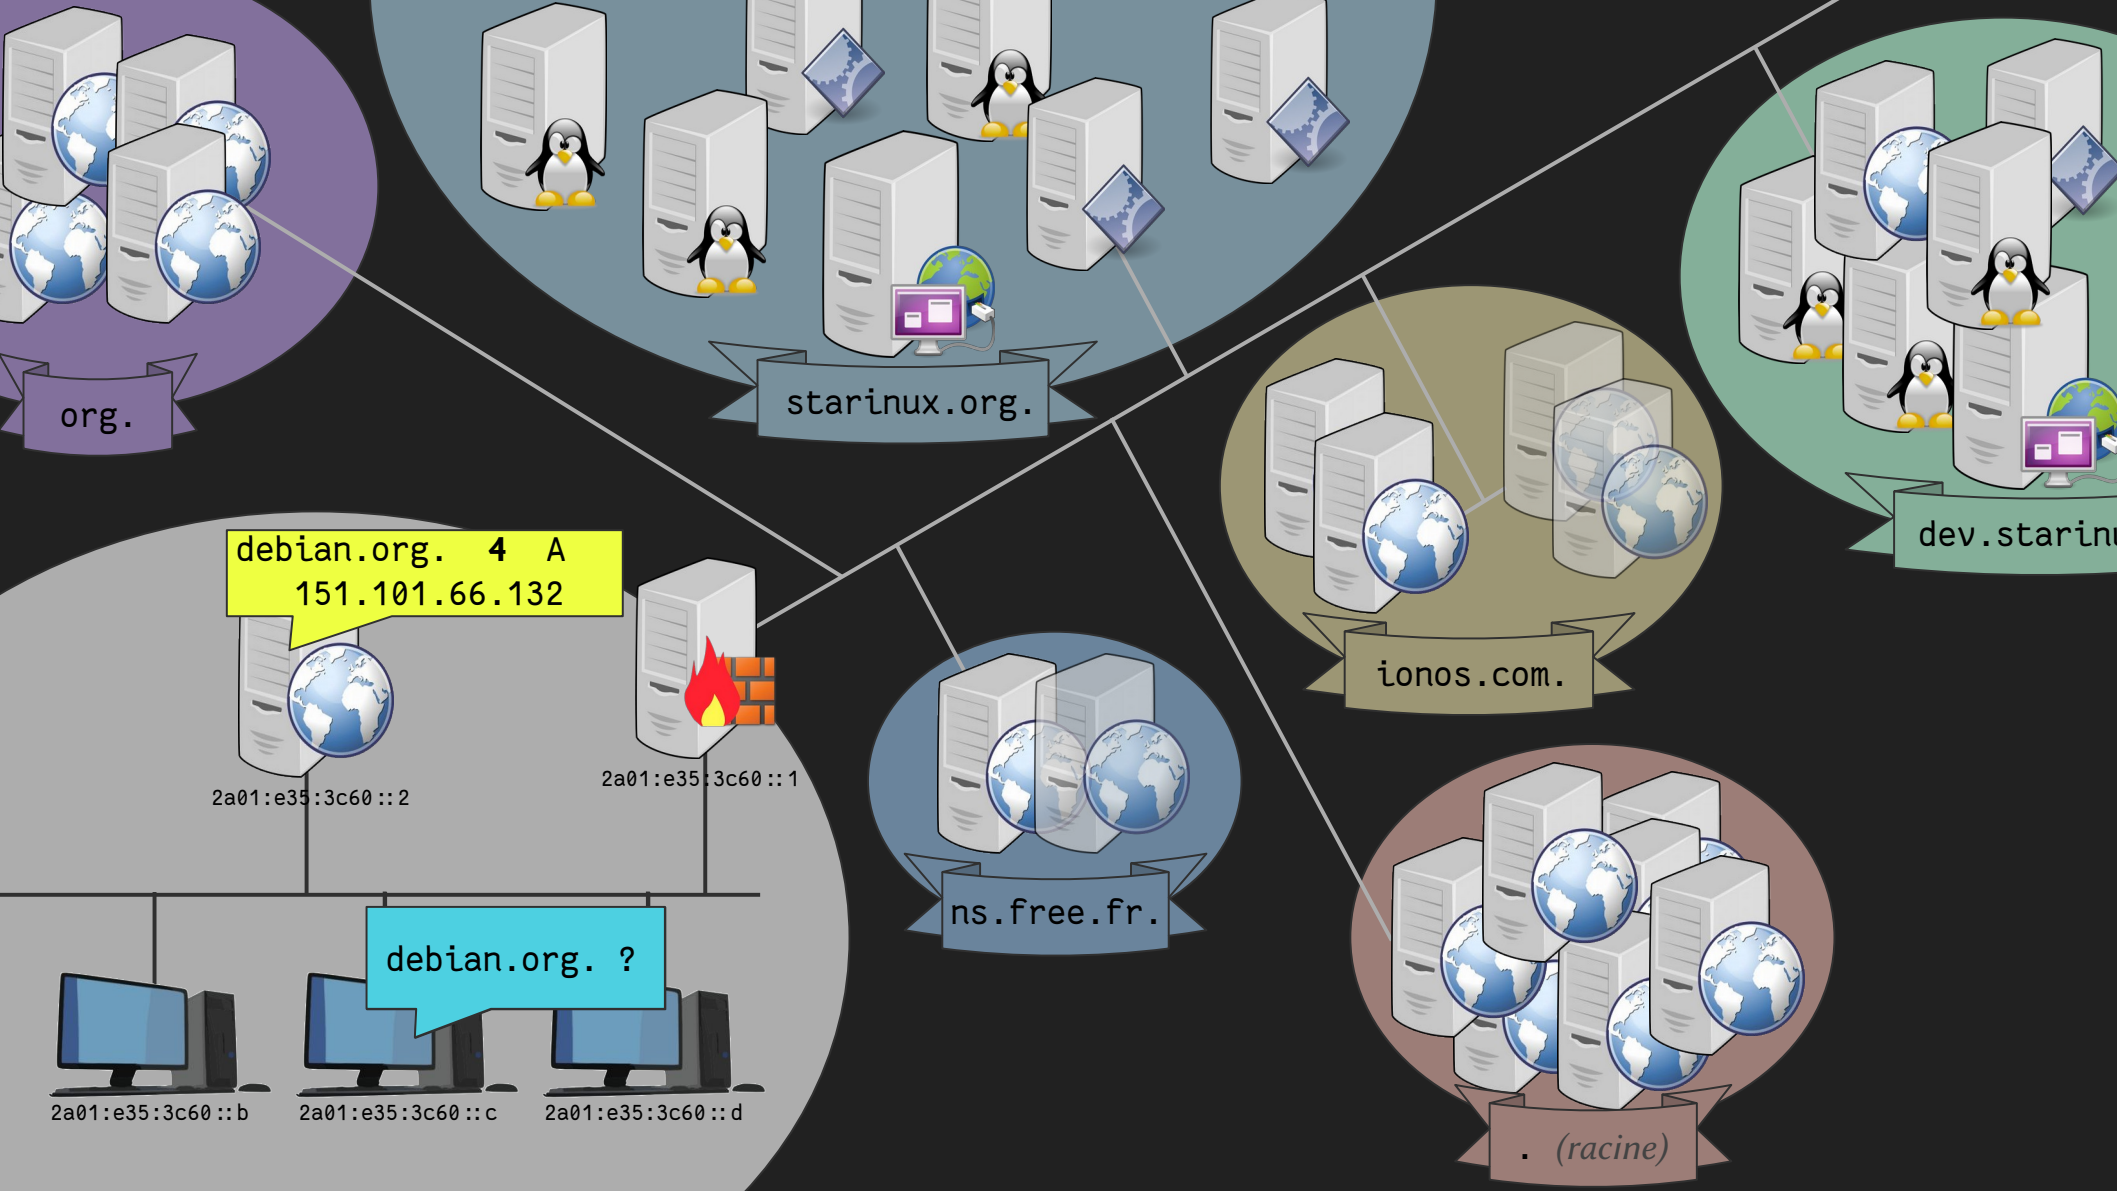 org.
starinux.org.
dev.starinu
debian.org.  4  A
151.101.66.132
ionos.com.
2a01:e35:3c60::2
2a01:e35:3c60::1
ns.free.fr.
debian.org. ?
2a01:e35:3c60::b
2a01:e35:3c60::c
2a01:e35:3c60::d
. (racine)